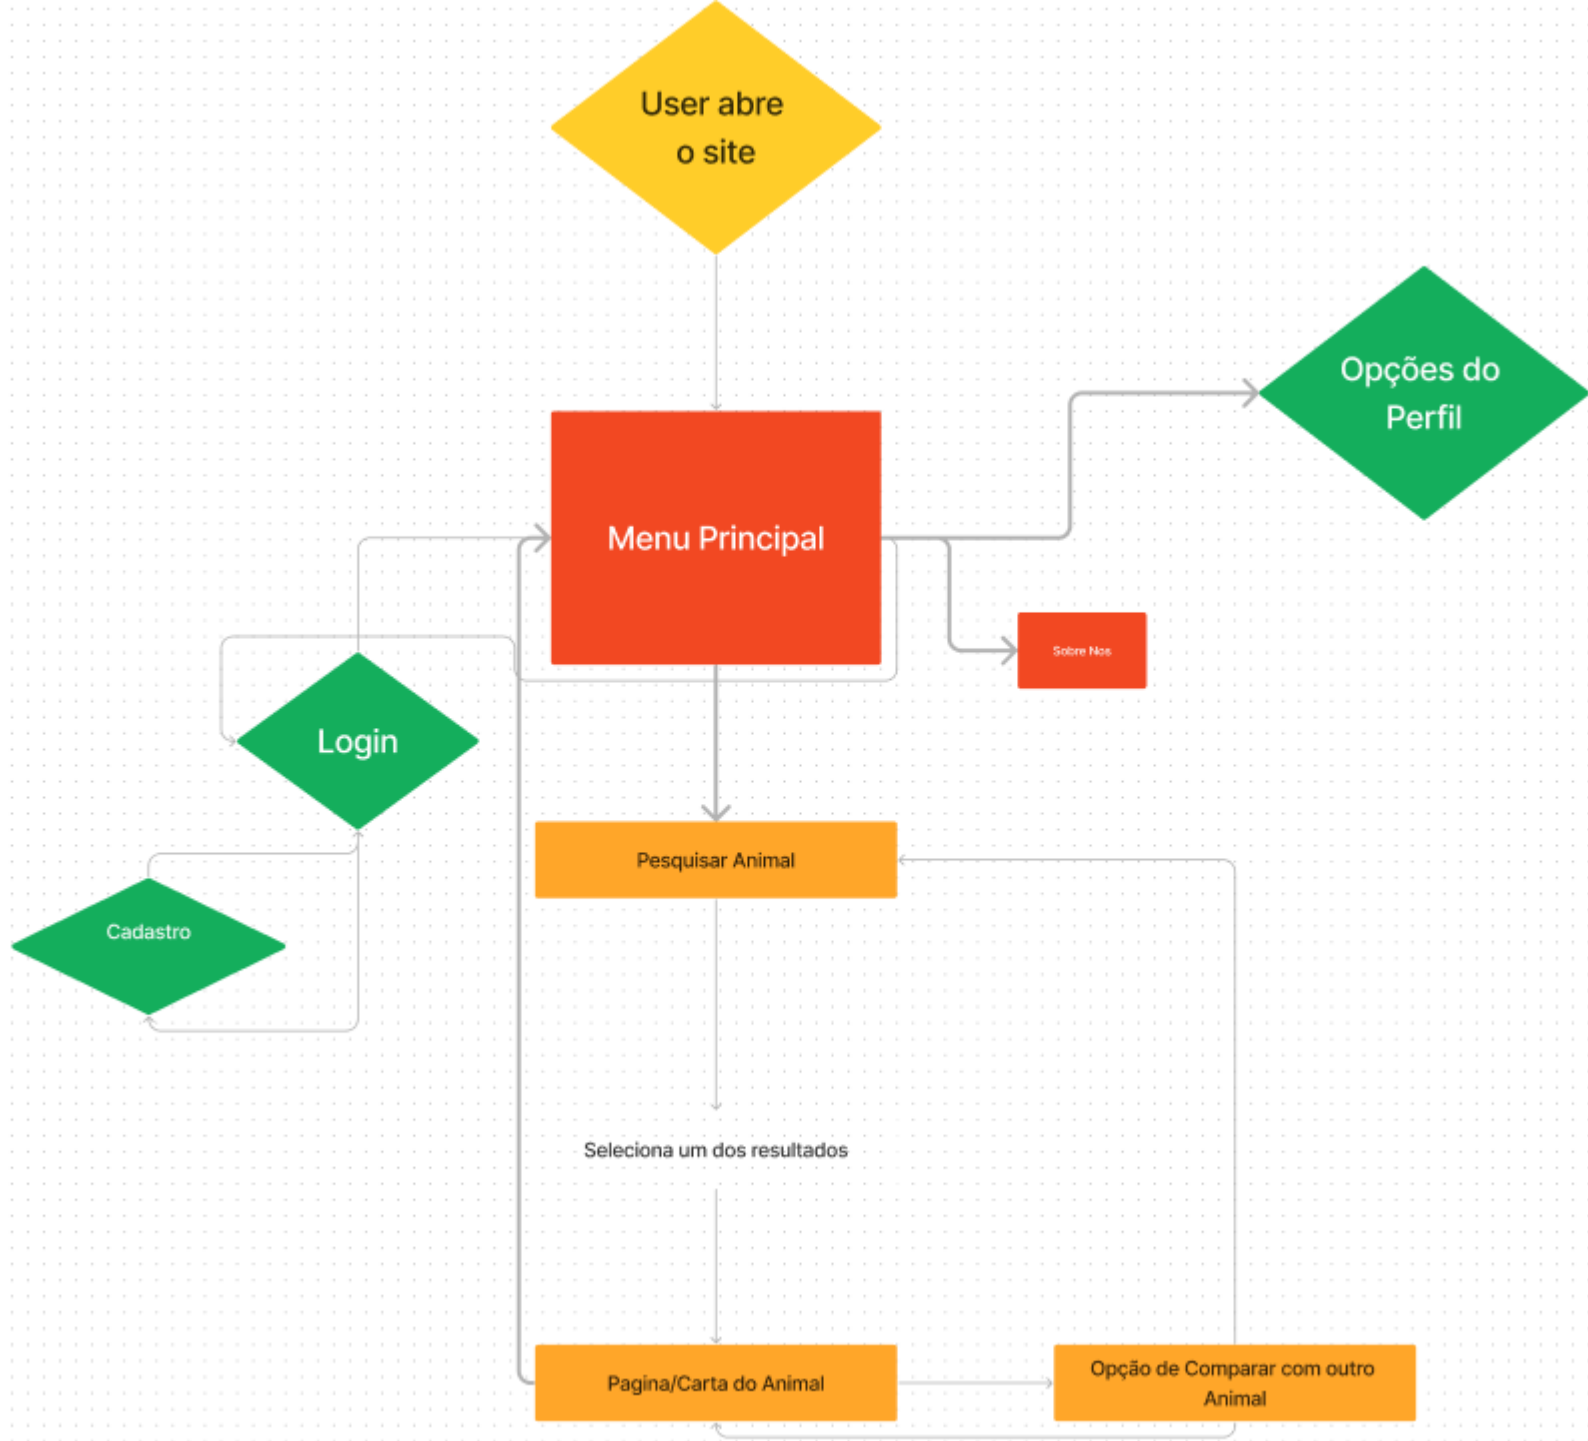 User abre
o site
Opções do
Perfil
Menu Principal
Sobre Nos
Login
Pesquisar Animal
Cadastro
Seleciona um dos resultados
Pagina/Carta do Animal
Opção de Comparar com outro
Animal